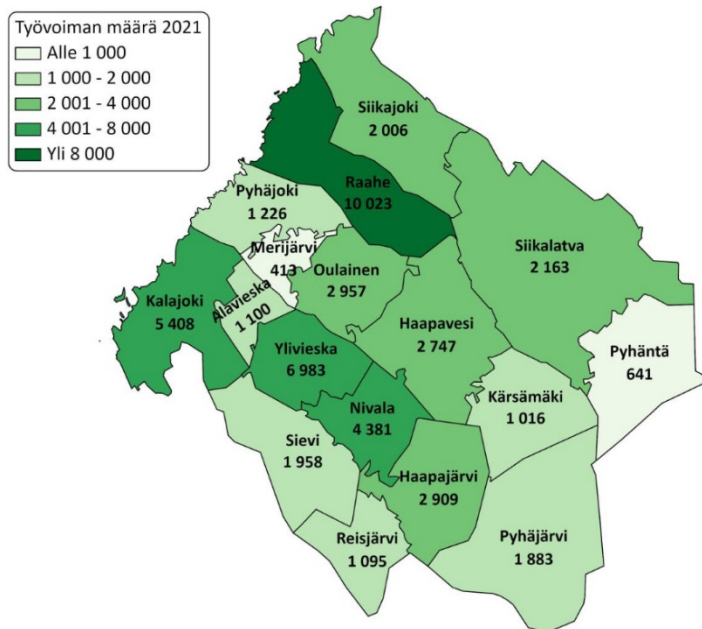 Työvoiman määrä 2021
Alle 1 000
1 000 - 2 000
2 001 - 4 000
4 001 - 8 000
Yli 8 000
Siikajoki
2 006
Raahe
10 023
Pyhäjoki
1 226
Merijärvi
413
Oulainen
2 957
Siikalatva
2 163
Kalajoki
5 408
Alavieska
1 100
Haapavesi
2 747
Pyhäntä
641
Ylivieska
6 983
Kärsämäki
1 016
Nivala
4 381
Sievi
1 958
Haapajärvi
2 909
Reisjärvi
1 095
Pyhäjärvi
1 883